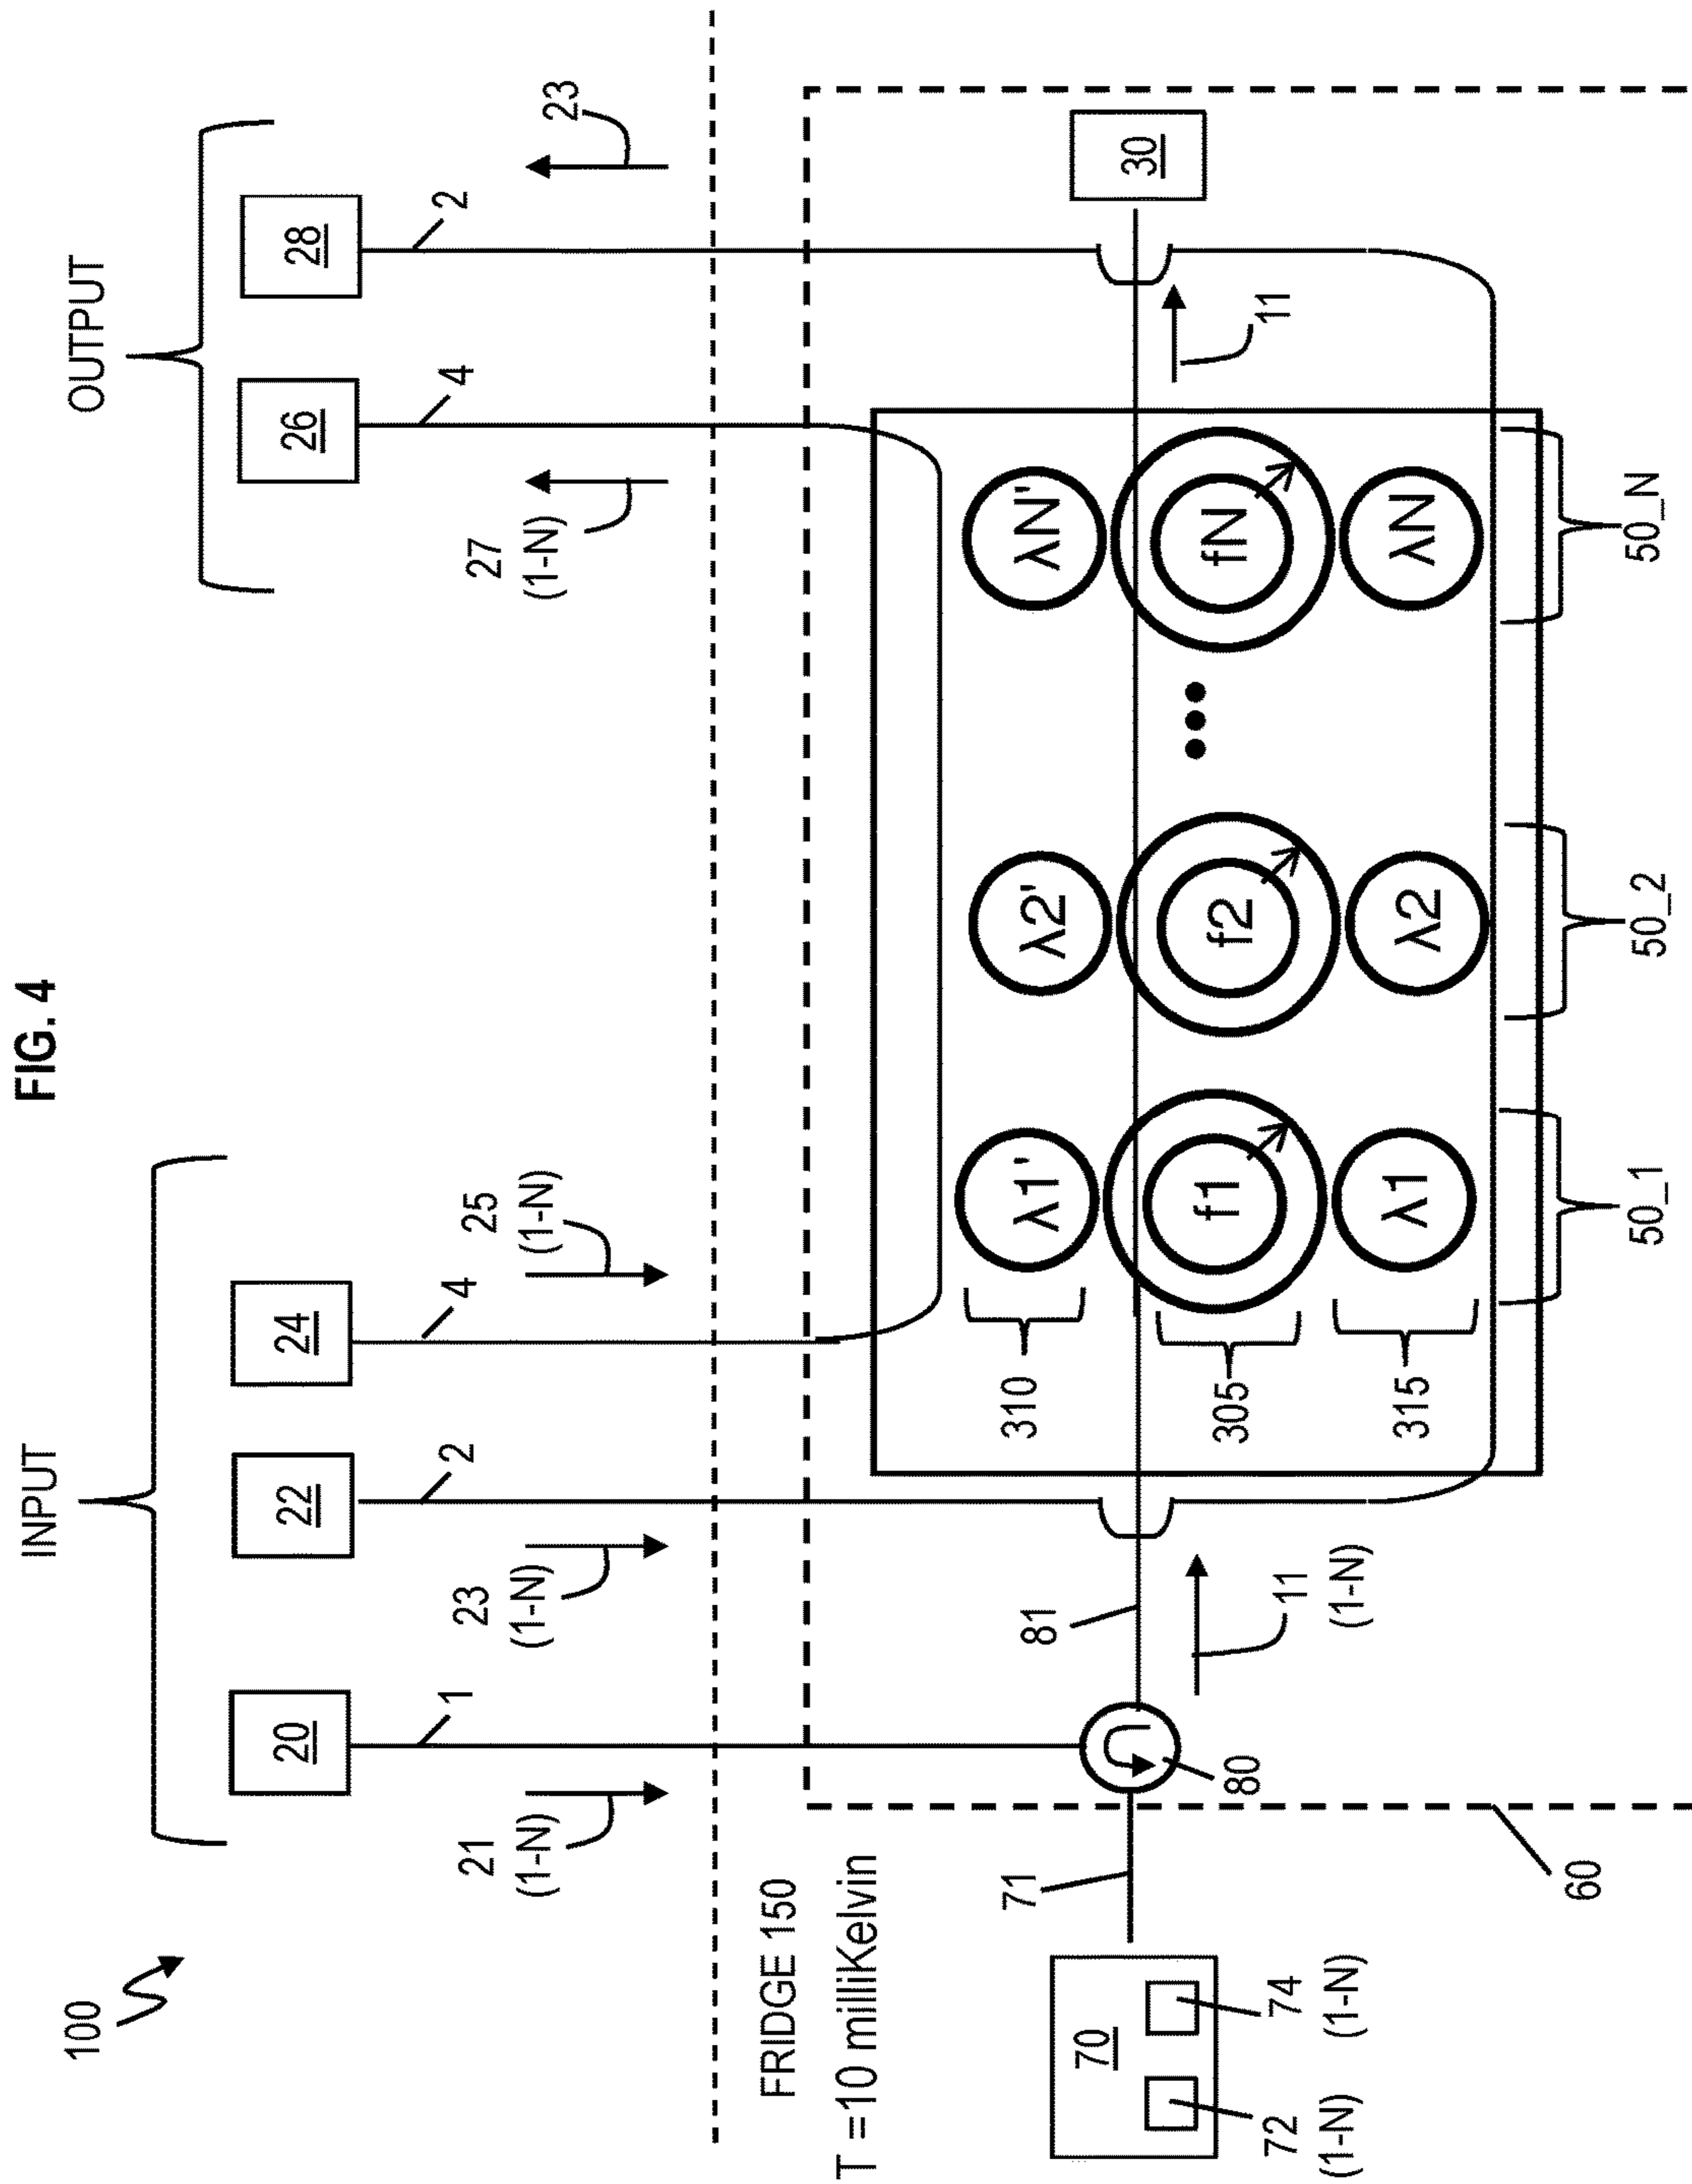 FIG. 4
100
INPUT
OUTPUT
20
22
24
26
28
1
2
4
4
2
21
(1-N)
23
(1-N)
25
(1-N)
27
(1-N)
23
FRIDGE 150
T =10 milliKelvin
70
72
(1-N)
74
(1-N)
71
80
81
11
(1-N)
11
30
60
310
305
315
λ1'
λ2'
λN'
f1
f2
fN
λ1
λ2
λN
50_1
50_2
50_N